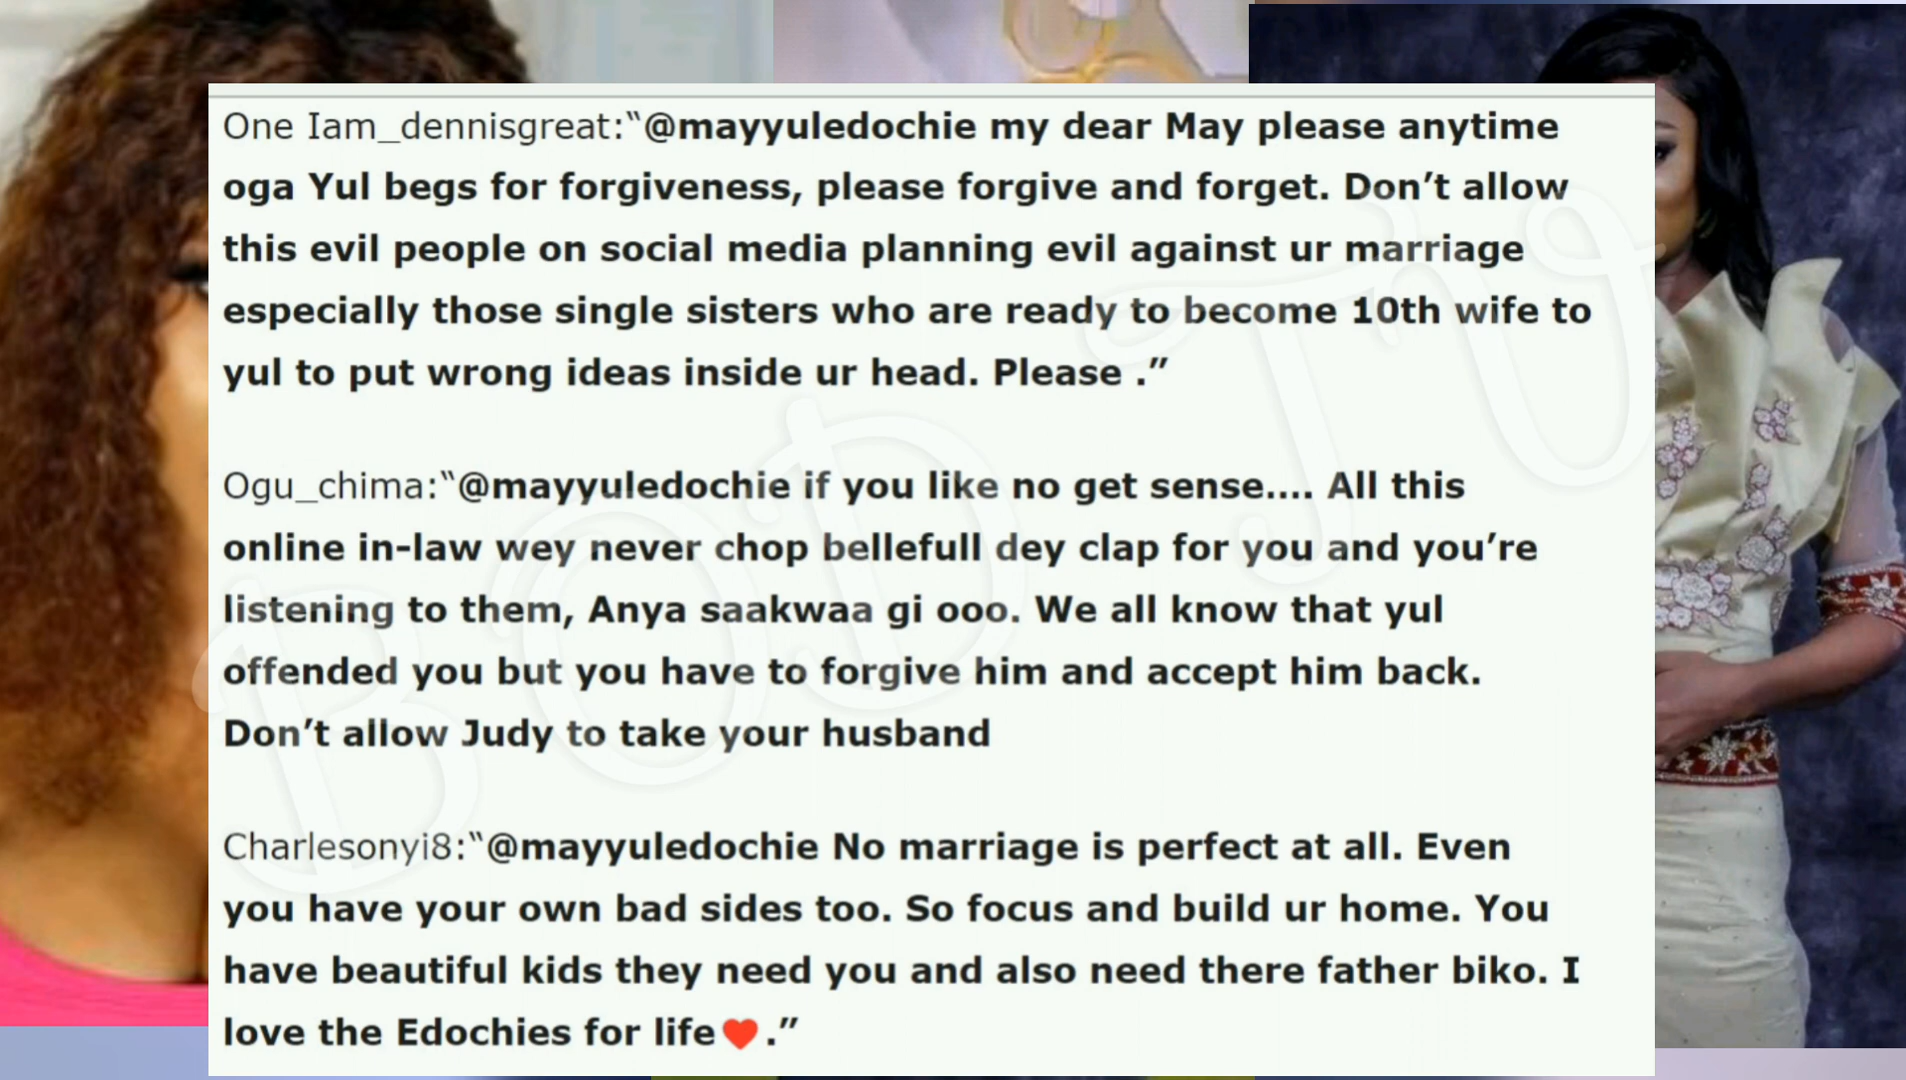 One Iam_dennisgreat:“@mayyuledochie my dear May please anytime
oga Yul begs for forgiveness, please forgive and forget. Don’t allow
this evil people on social media planning evil against ur marriage
especially those single sisters who are ready to become 10th wife to
yul to put wrong ideas inside ur head. Please .”
Ogu_chima:“@mayyuledochie if you like no get sense…. All this
online in-law wey never chop bellefull dey clap for you and you’re
listening to them, Anya saakwaa gi ooo. We all know that yul
offended you but you have to forgive him and accept him back.
Don’t allow Judy to take your husband
Charlesonyi8:“@mayyuledochie No marriage is perfect at all. Even
you have your own bad sides too. So focus and build ur home. You
have beautiful kids they need you and also need there father biko. I
love the Edochies for life❤️.”
BOD TV